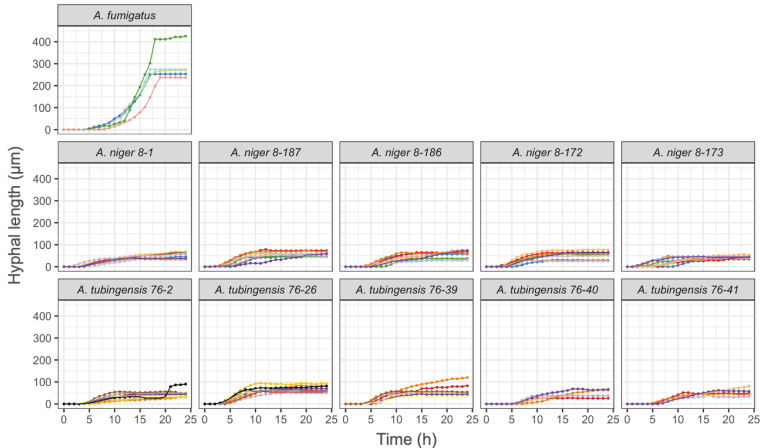 A. fumigatus
400
300
200
100
0
A. niger 8-1
A. niger 8-187
A. niger 8-186
A. niger 8-172
A. niger 8-173
Hyphal length (µm)
400
300
200
100
0
A. tubingensis 76-2
A. tubingensis 76-26
A. tubingensis 76-39
A. tubingensis 76-40
A. tubingensis 76-41
400
300
200
100
0
0 5 10 15 20 25 0 5 10 15 20 25 0 5 10 15 20 25 0 5 10 15 20 25 0 5 10 15 20 25
Time (h)